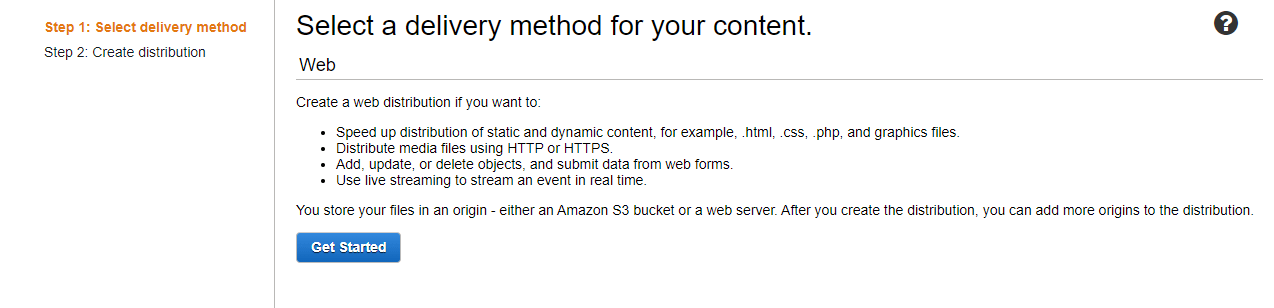 Step 1: Select delivery method
Step 2: Create distribution
Select a delivery method for your content.
?
Web
Create a web distribution if you want to:
• Speed up distribution of static and dynamic content, for example, .html, .css, .php, and graphics files.
• Distribute media files using HTTP or HTTPS.
• Add, update, or delete objects, and submit data from web forms.
• Use live streaming to stream an event in real time.
You store your files in an origin - either an Amazon S3 bucket or a web server. After you create the distribution, you can add more origins to the distribution.
Get Started